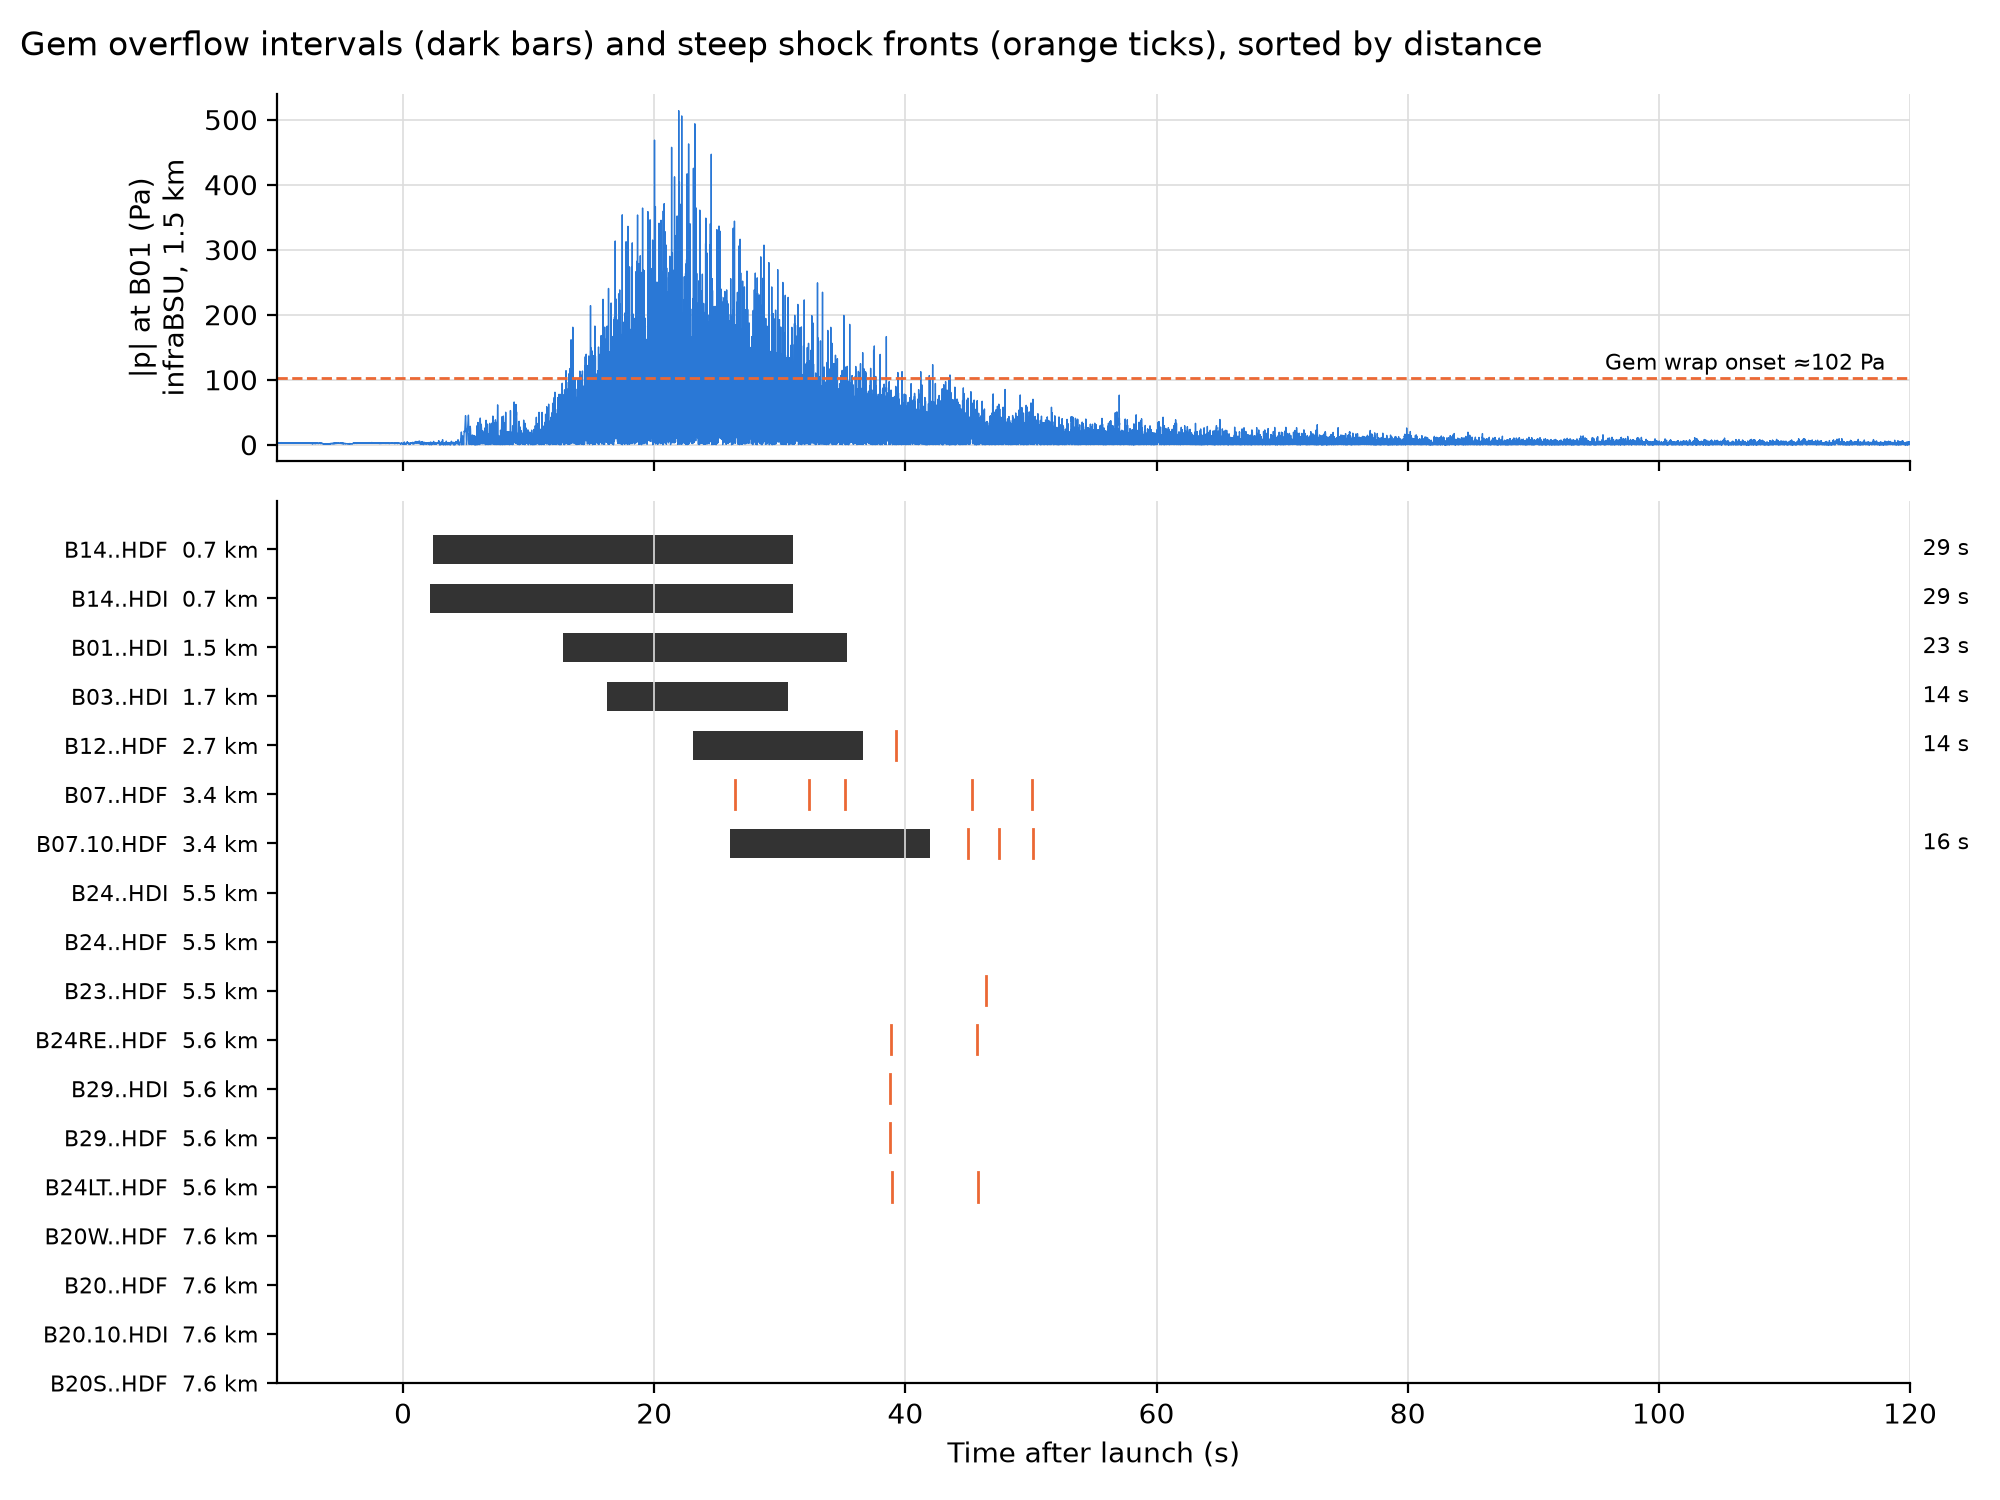 Gem overflow intervals (dark bars) and steep shock fronts (orange ticks), sorted by distance
|p| at B01 (Pa)
infraBSU, 1.5 km
500
400
300
200
100
0
Gem wrap onset ≈102 Pa
B14..HDF 0.7 km
29 s
B14..HDI 0.7 km
29 s
B01..HDI 1.5 km
23 s
B03..HDI 1.7 km
14 s
B12..HDF 2.7 km
14 s
B07..HDF 3.4 km
B07.10.HDF 3.4 km
16 s
B24..HDI 5.5 km
B24..HDF 5.5 km
B23..HDF 5.5 km
B24RE..HDF 5.6 km
B29..HDI 5.6 km
B29..HDF 5.6 km
B24LT..HDF 5.6 km
B20W..HDF 7.6 km
B20..HDF 7.6 km
B20.10.HDI 7.6 km
B20S..HDF 7.6 km
0 20 40 60 80 100 120
Time after launch (s)